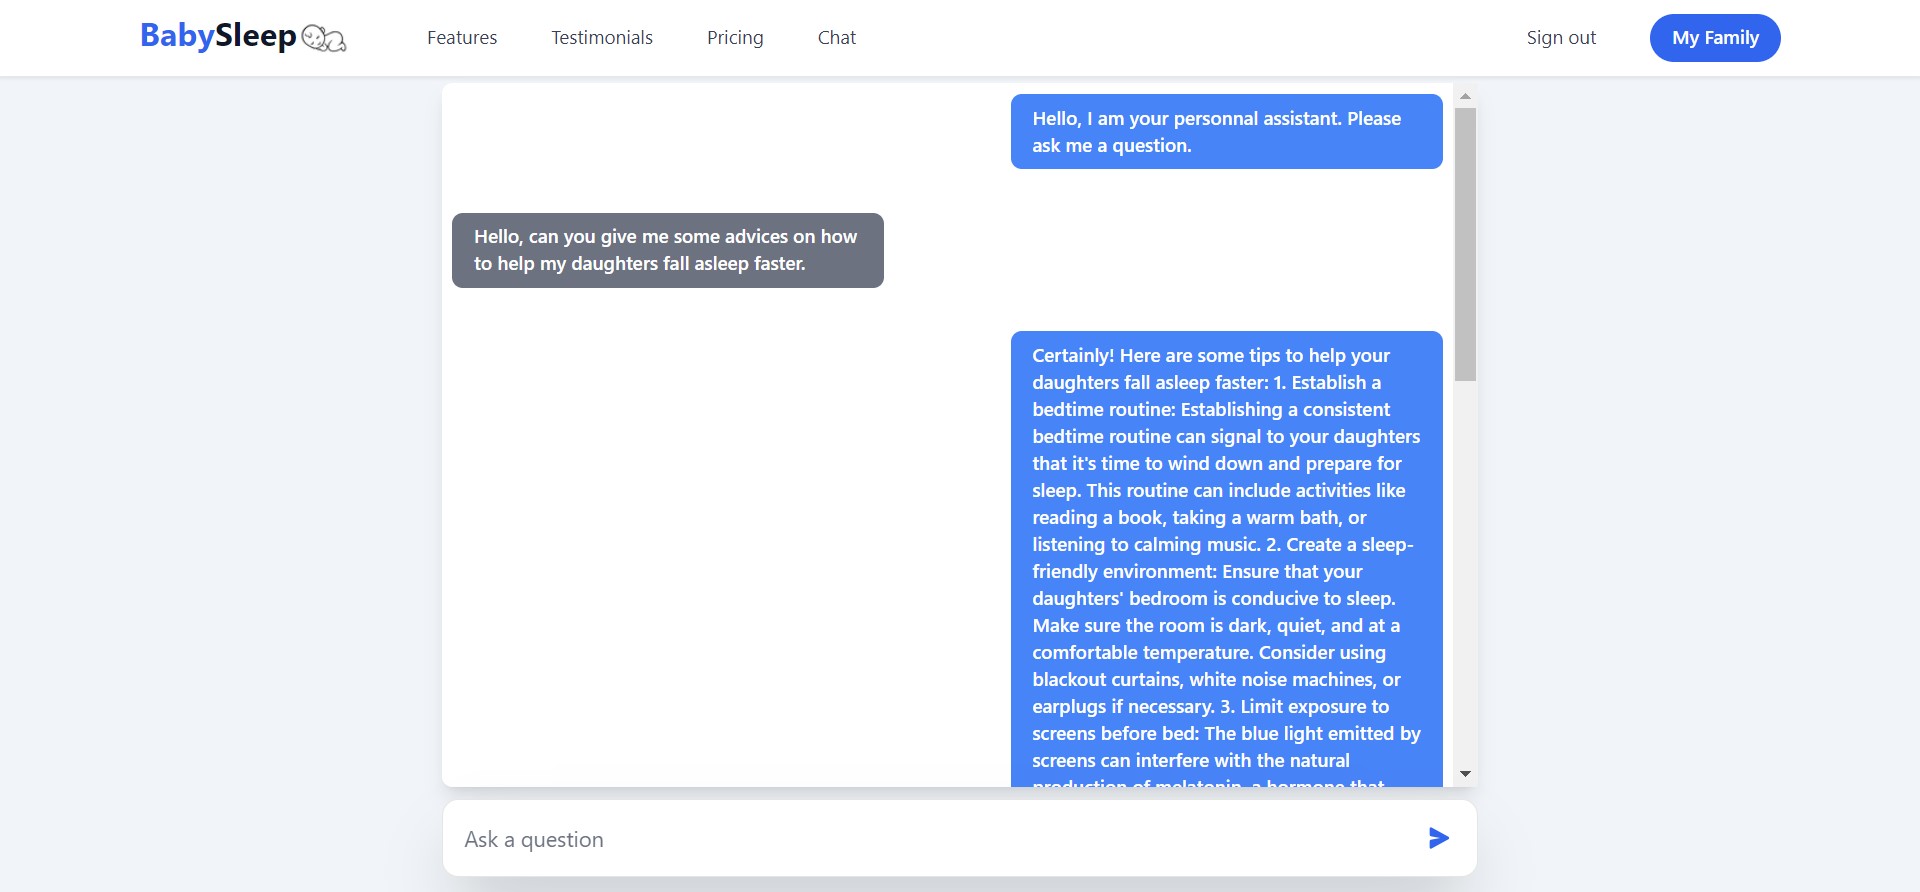 BabySleep
Features
Testimonials
Pricing
Chat
Sign out
My Family
Hello, I am your personnal assistant. Please
ask me a question.
Hello, can you give me some advices on how
to help my daughters fall asleep faster.
Certainly! Here are some tips to help your
daughters fall asleep faster: 1. Establish a
bedtime routine: Establishing a consistent
bedtime routine can signal to your daughters
that it's time to wind down and prepare for
sleep. This routine can include activities like
reading a book, taking a warm bath, or
listening to calming music. 2. Create a sleep-
friendly environment: Ensure that your
daughters' bedroom is conducive to sleep.
Make sure the room is dark, quiet, and at a
comfortable temperature. Consider using
blackout curtains, white noise machines, or
earplugs if necessary. 3. Limit exposure to
screens before bed: The blue light emitted by
screens can interfere with the natural
production of melatonin, a hormone that
Ask a question